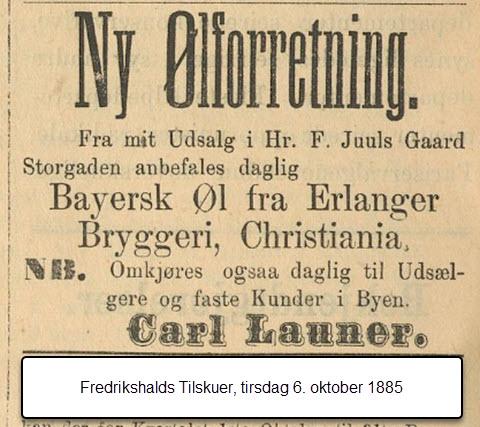 Ny Ølforretning.
Fra mit Udsalg i Hr. F. Juuls Gaard
Storgaden anbefales daglig
Bayersk Øl fra Erlanger
Bryggeri, Christiania.
NB. Omkjøres ogsaa daglig til Udsæl-
gere og faste Kunder i Byen.
Carl Launer.
Fredrikshalds Tilskuer, tirsdag 6. oktober 1885